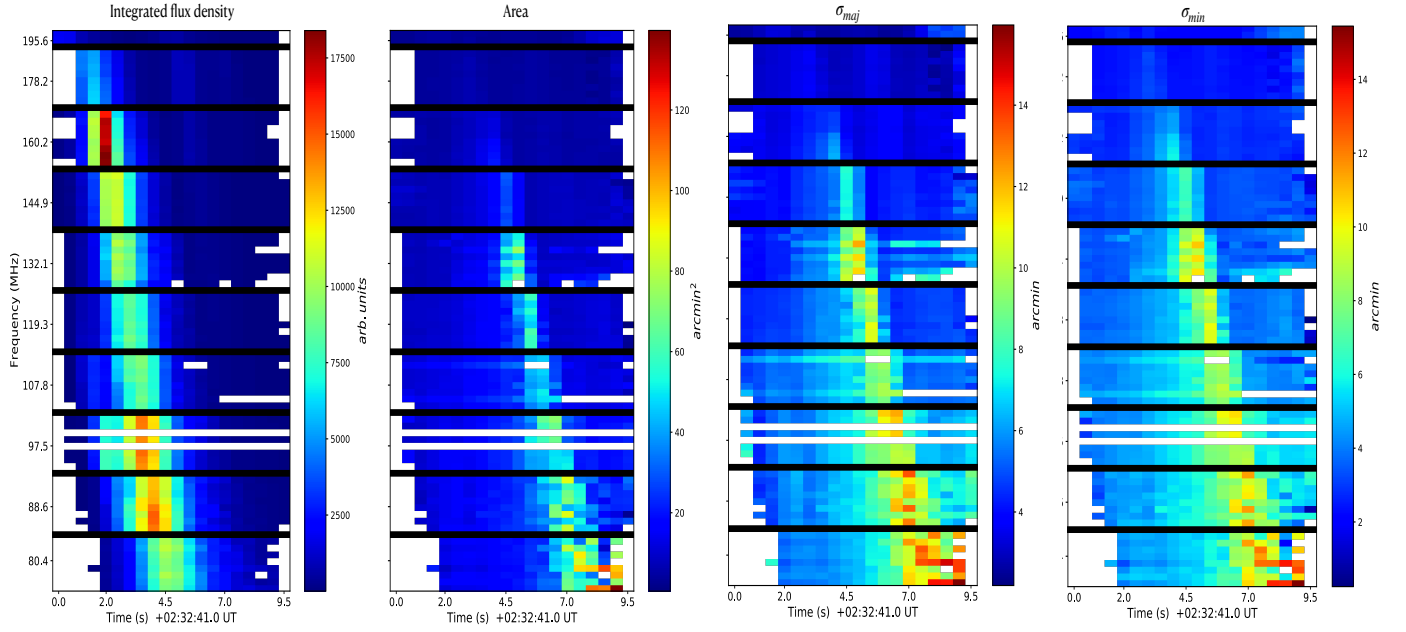 Integrated flux density
Area
σmaj
σmin
Frequency (MHz)
195.6
178.2
160.2
144.9
132.1
119.3
107.8
97.5
88.6
80.4
0.0 2.0 4.5 7.0 9.5
Time (s) +02:32:41.0 UT
17500
15000
12500
10000
7500
5000
2500
arb. units
0.0 2.0 4.5 7.0 9.5
Time (s) +02:32:41.0 UT
120
100
80
60
40
20
arcmin²
0.0 2.0 4.5 7.0 9.5
Time (s) +02:32:41.0 UT
14
12
10
8
6
4
arcmin
0.0 2.0 4.5 7.0 9.5
Time (s) +02:32:41.0 UT
14
12
10
8
6
4
2
arcmin